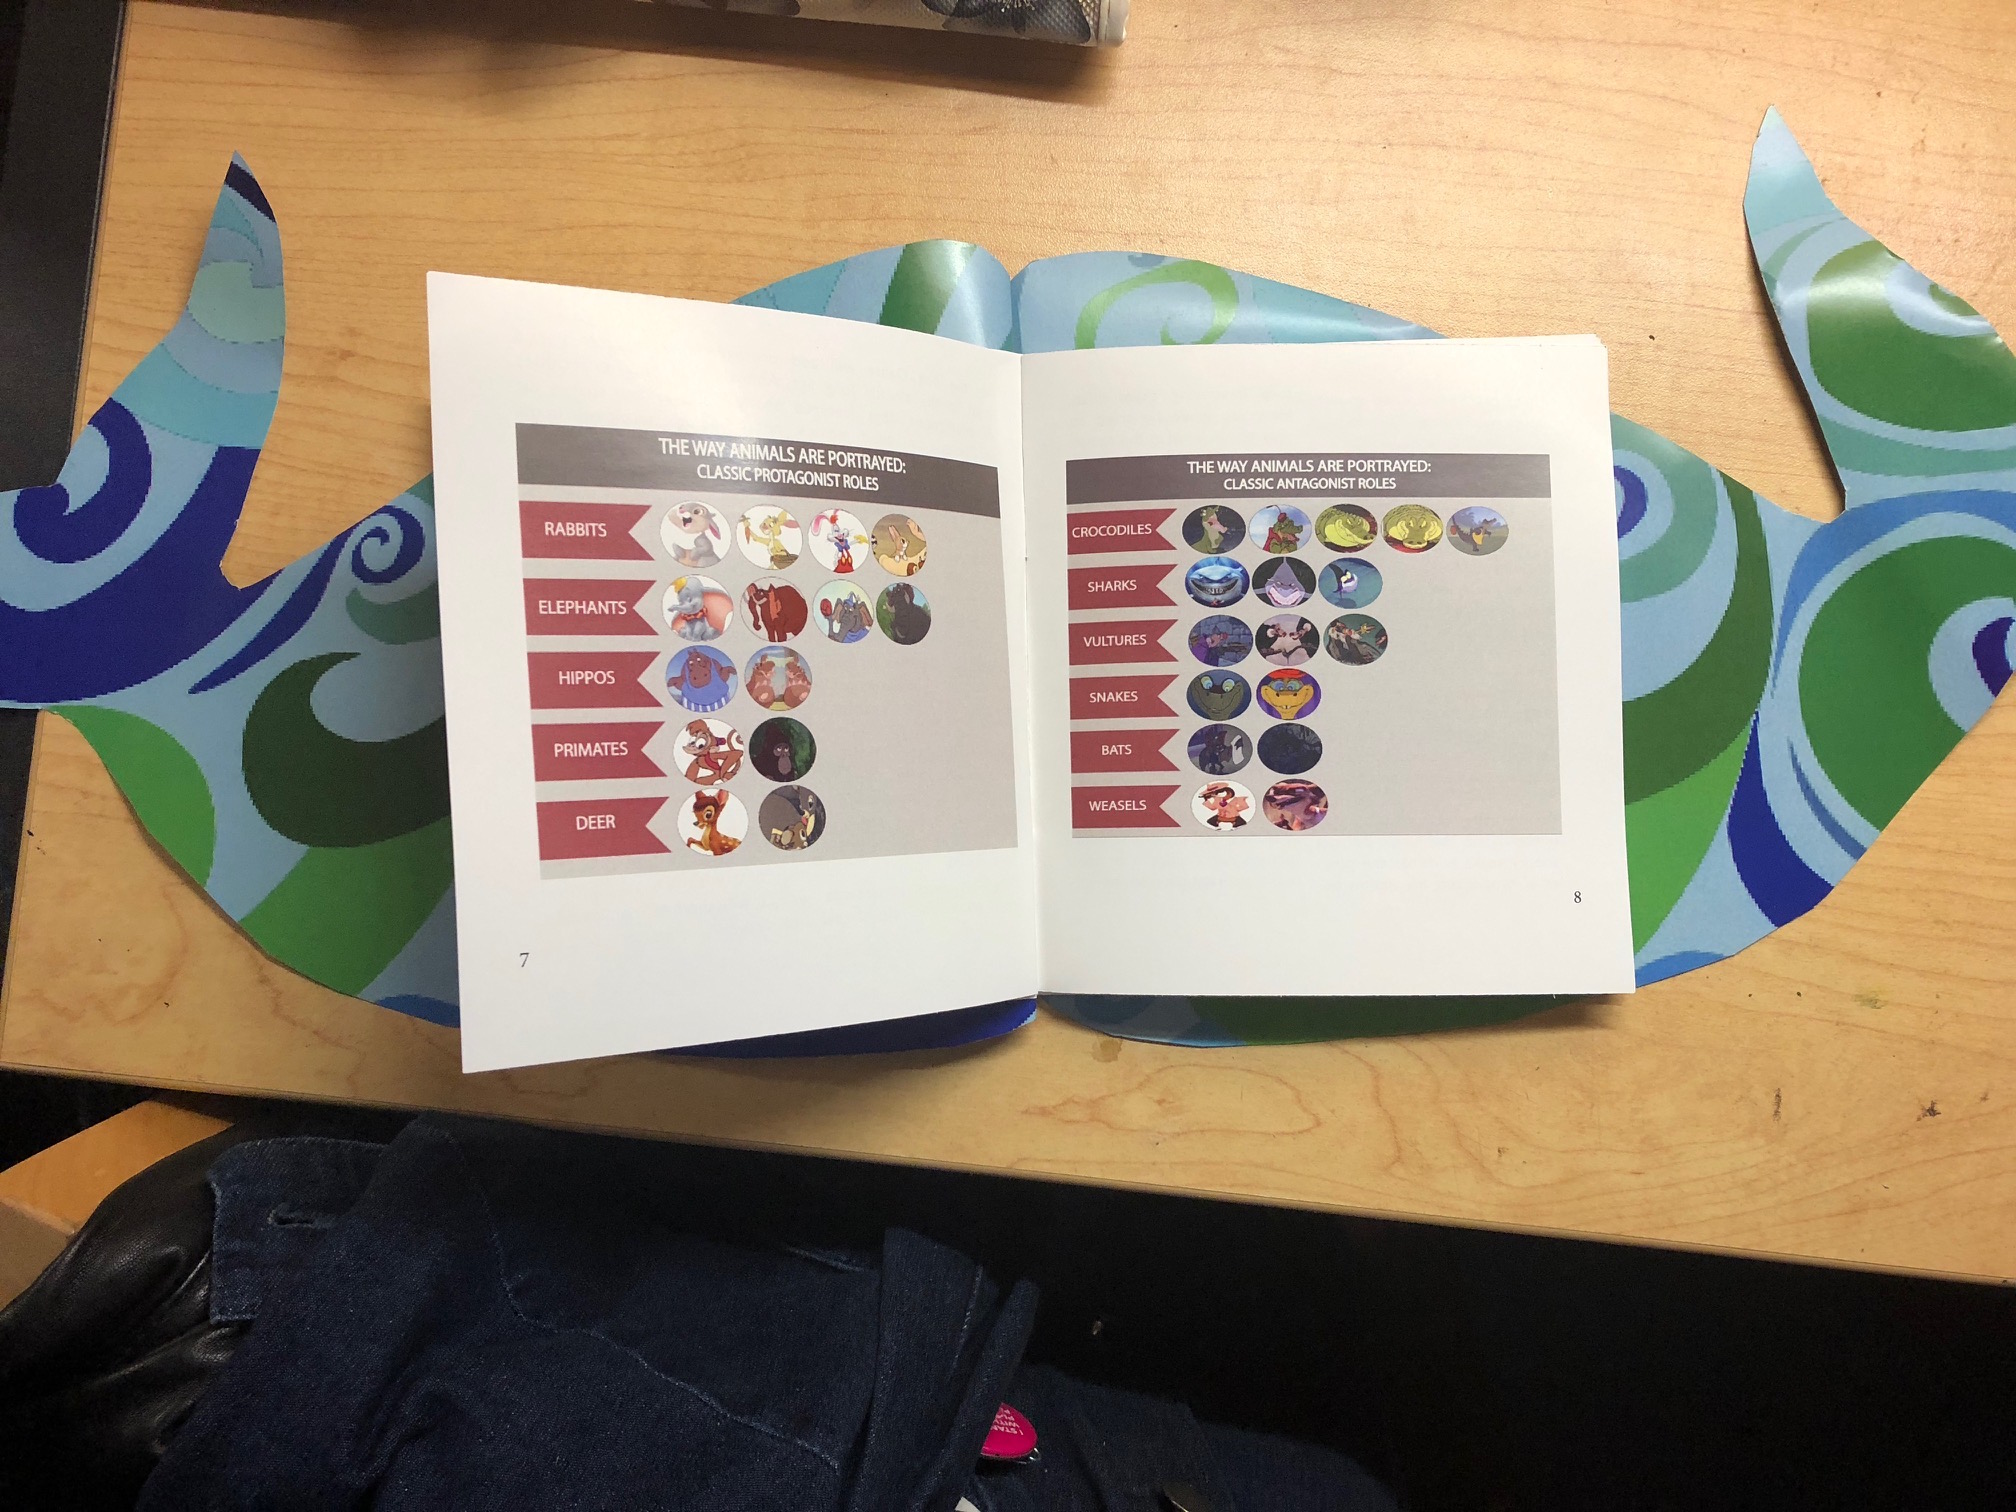 THE WAY ANIMALS ARE PORTRAYED:
CLASSIC PROTAGONIST ROLES
RABBITS
ELEPHANTS
HIPPOS
PRIMATES
DEER
7
THE WAY ANIMALS ARE PORTRAYED:
CLASSIC ANTAGONIST ROLES
CROCODILES
SHARKS
VULTURES
SNAKES
BATS
WEASELS
8